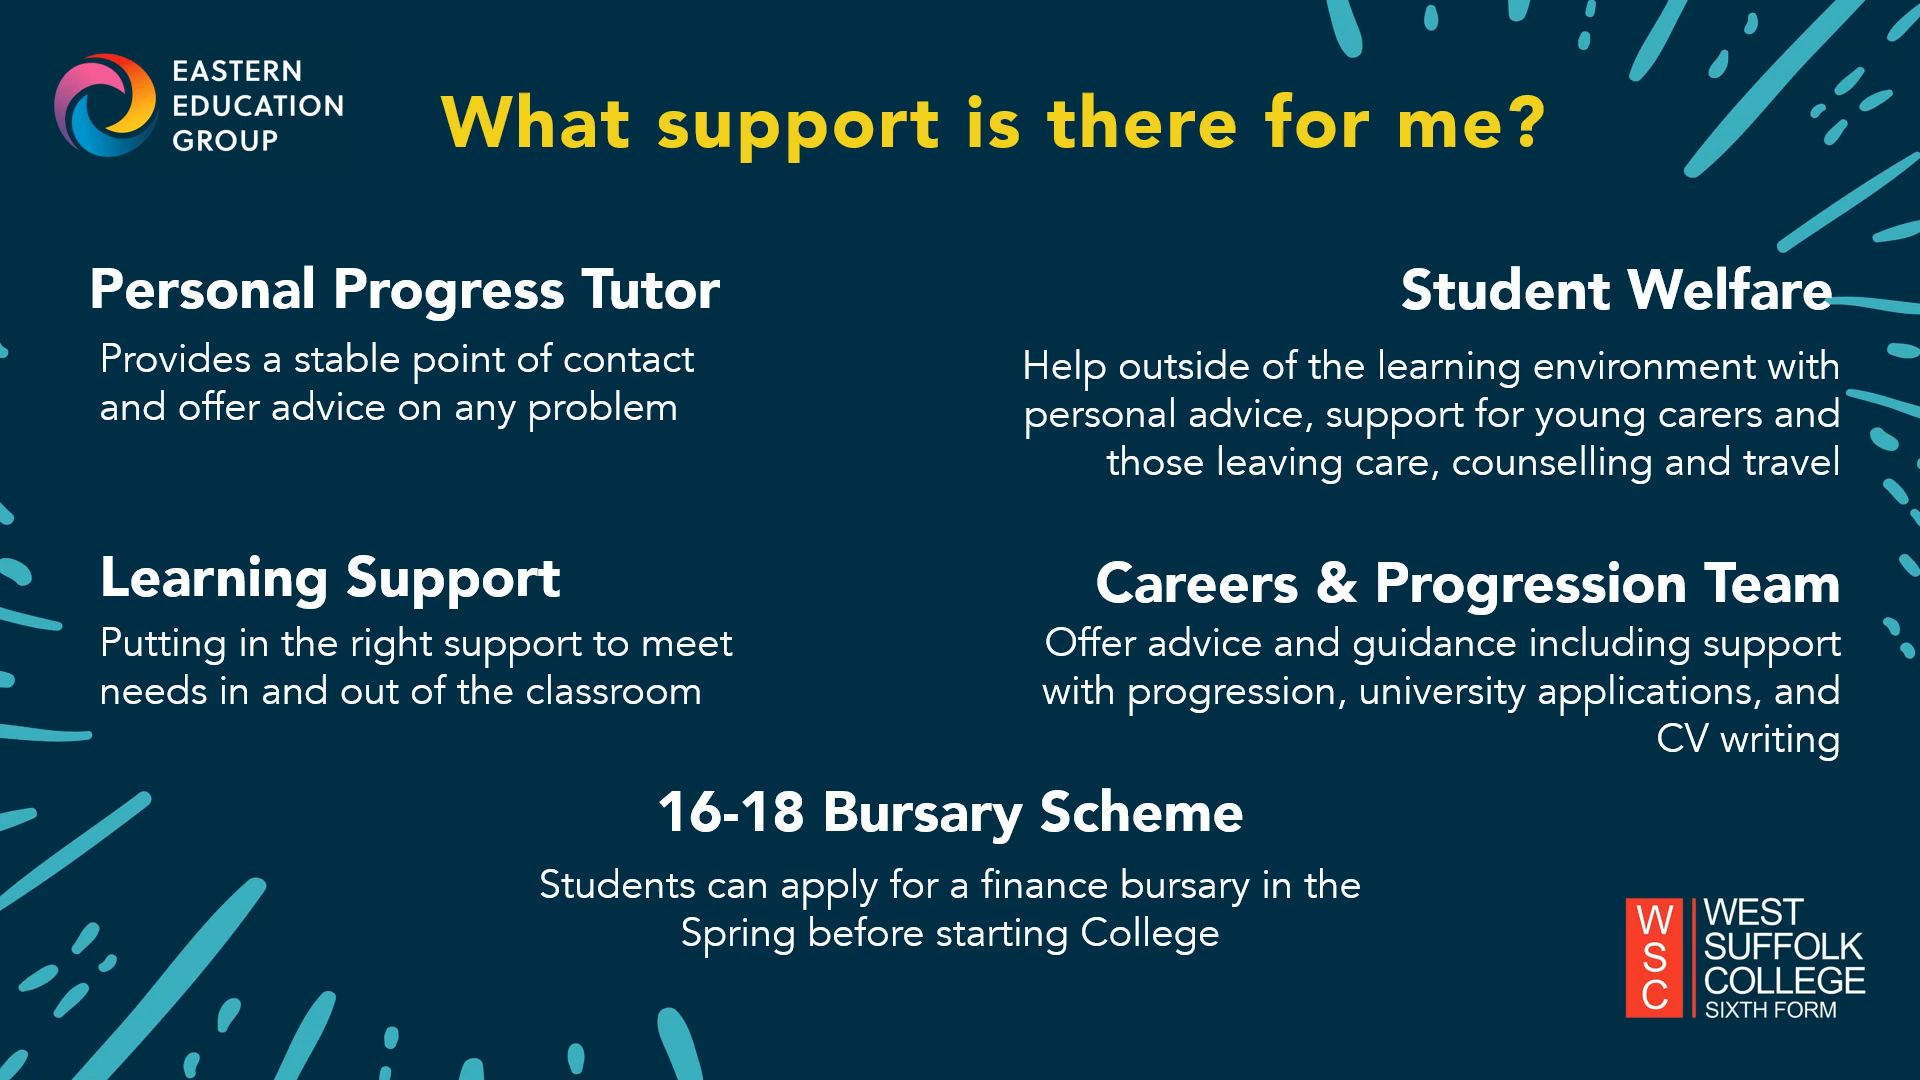 EASTERN
EDUCATION
GROUP
What support is there for me?
Personal Progress Tutor
Provides a stable point of contact
and offer advice on any problem
Student Welfare
Help outside of the learning environment with
personal advice, support for young carers and
those leaving care, counselling and travel
Learning Support
Putting in the right support to meet
needs in and out of the classroom
Careers & Progression Team
Offer advice and guidance including support
with progression, university applications, and
CV writing
16-18 Bursary Scheme
Students can apply for a finance bursary in the
Spring before starting College
W
S
C
WEST
SUFFOLK
COLLEGE
SIXTH FORM